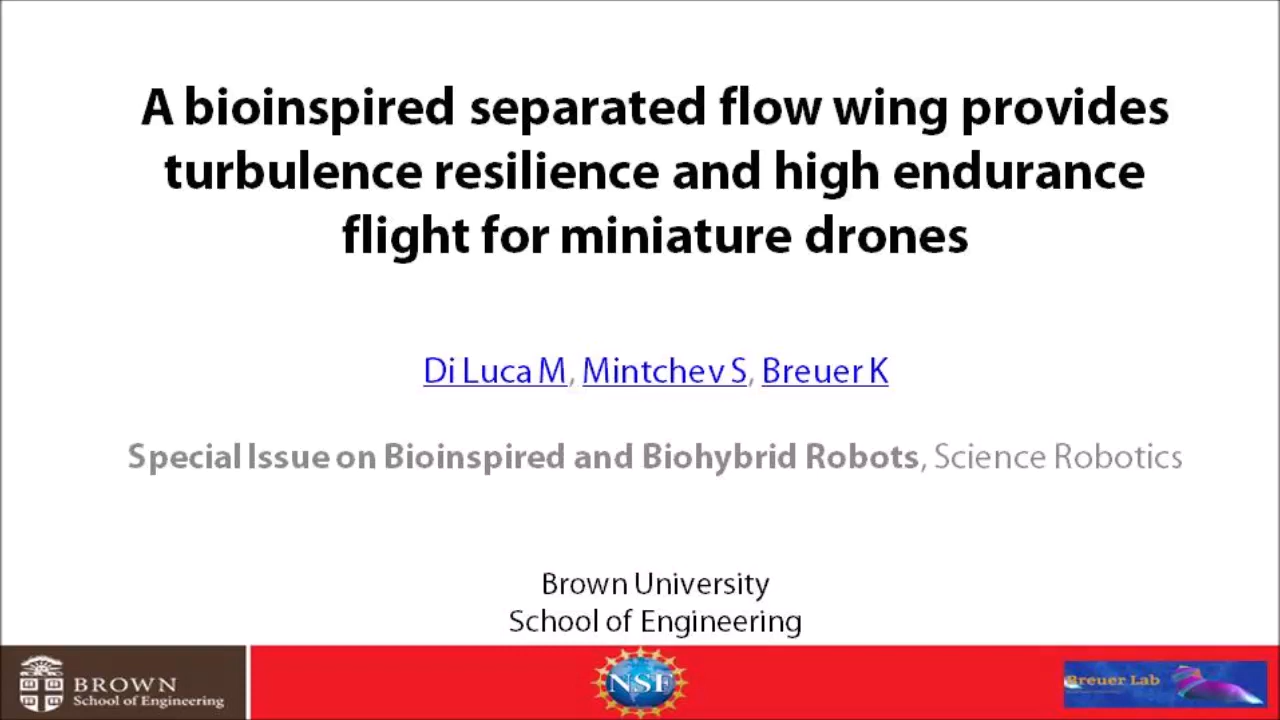 A bioinspired separated flow wing provides
turbulence resilience and high endurance
flight for miniature drones
Di Luca M, Mintchev S, Breuer K
Special Issue on Bioinspired and Biohybrid Robots, Science Robotics
Brown University
School of Engineering
BROWN
School of Engineering
NSF
Breuer Lab